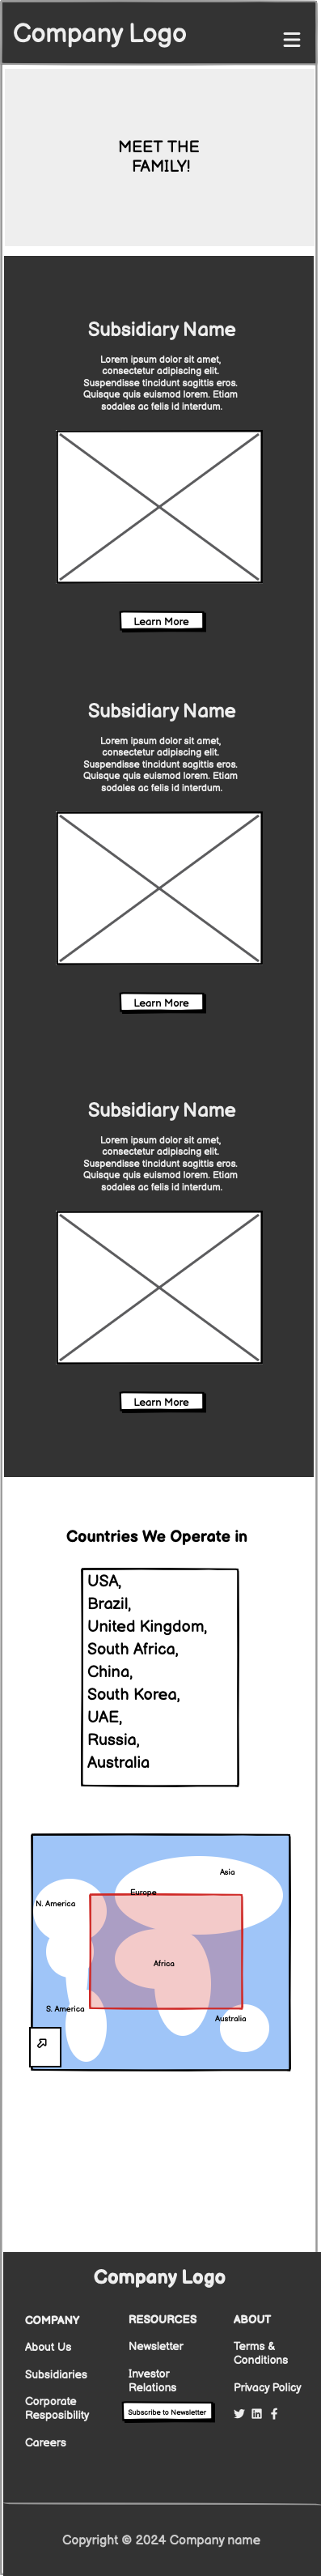 Company Logo
MEET THE
FAMILY!
Subsidiary Name
Lorem ipsum dolor sit amet,
consectetur adipiscing elit.
Suspendisse tincidunt sagittis eros.
Quisque quis euismod lorem. Etiam
sodales ac felis id interdum.
Learn More
Subsidiary Name
Lorem ipsum dolor sit amet,
consectetur adipiscing elit.
Suspendisse tincidunt sagittis eros.
Quisque quis euismod lorem. Etiam
sodales ac felis id interdum.
Learn More
Subsidiary Name
Lorem ipsum dolor sit amet,
consectetur adipiscing elit.
Suspendisse tincidunt sagittis eros.
Quisque quis euismod lorem. Etiam
sodales ac felis id interdum.
Learn More
Countries We Operate in
USA,
Brazil,
United Kingdom,
South Africa,
China,
South Korea,
UAE,
Russia,
Australia
Asia
Europe
N. America
Africa
S. America
Australia
Company Logo
COMPANY
About Us
Subsidiaries
Corporate
Resposibility
Careers
RESOURCES
Newsletter
Investor
Relations
Subscribe to Newsletter
ABOUT
Terms &
Conditions
Privacy Policy
Copyright © 2024 Company name